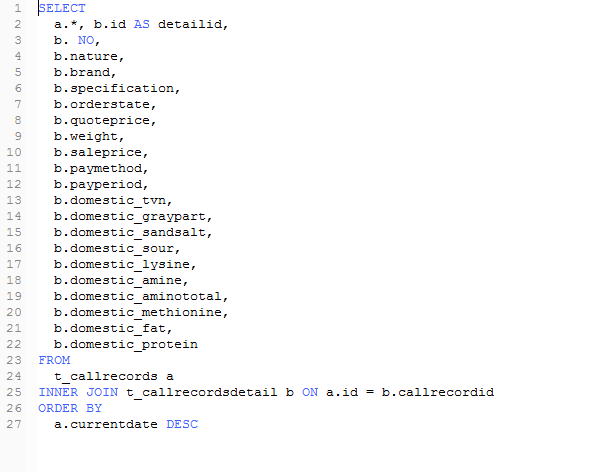 1 SELECT
2 a.*, b.id AS detailid,
3 b. NO,
4 b.nature,
5 b.brand,
6 b.specification,
7 b.orderstate,
8 b.quoteprice,
9 b.weight,
10 b.saleprice,
11 b.paymethod,
12 b.payperiod,
13 b.domestic_tvn,
14 b.domestic_graypart,
15 b.domestic_sandsalt,
16 b.domestic_sour,
17 b.domestic_lysine,
18 b.domestic_amine,
19 b.domestic_aminototal,
20 b.domestic_methionine,
21 b.domestic_fat,
22 b.domestic_protein
23 FROM
24 t_callrecords a
25 INNER JOIN t_callrecordsdetail b ON a.id = b.callrecordid
26 ORDER BY
27 a.currentdate DESC